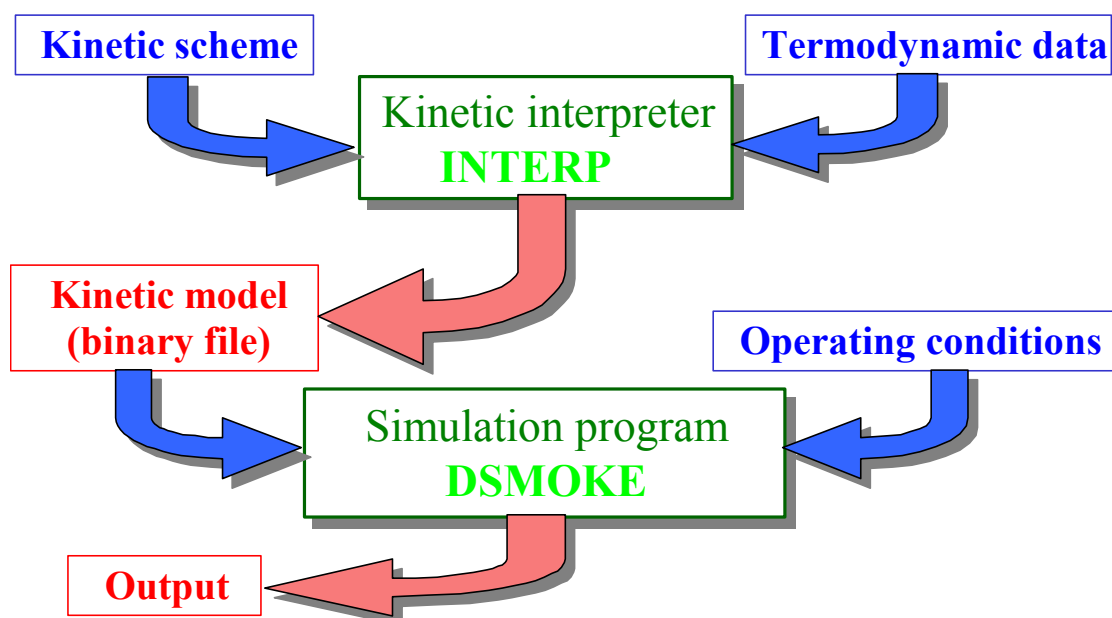 Kinetic scheme
Termodynamic data
Kinetic interpreter
INTERP
Kinetic model
(binary file)
Operating conditions
Simulation program
DSMOKE
Output